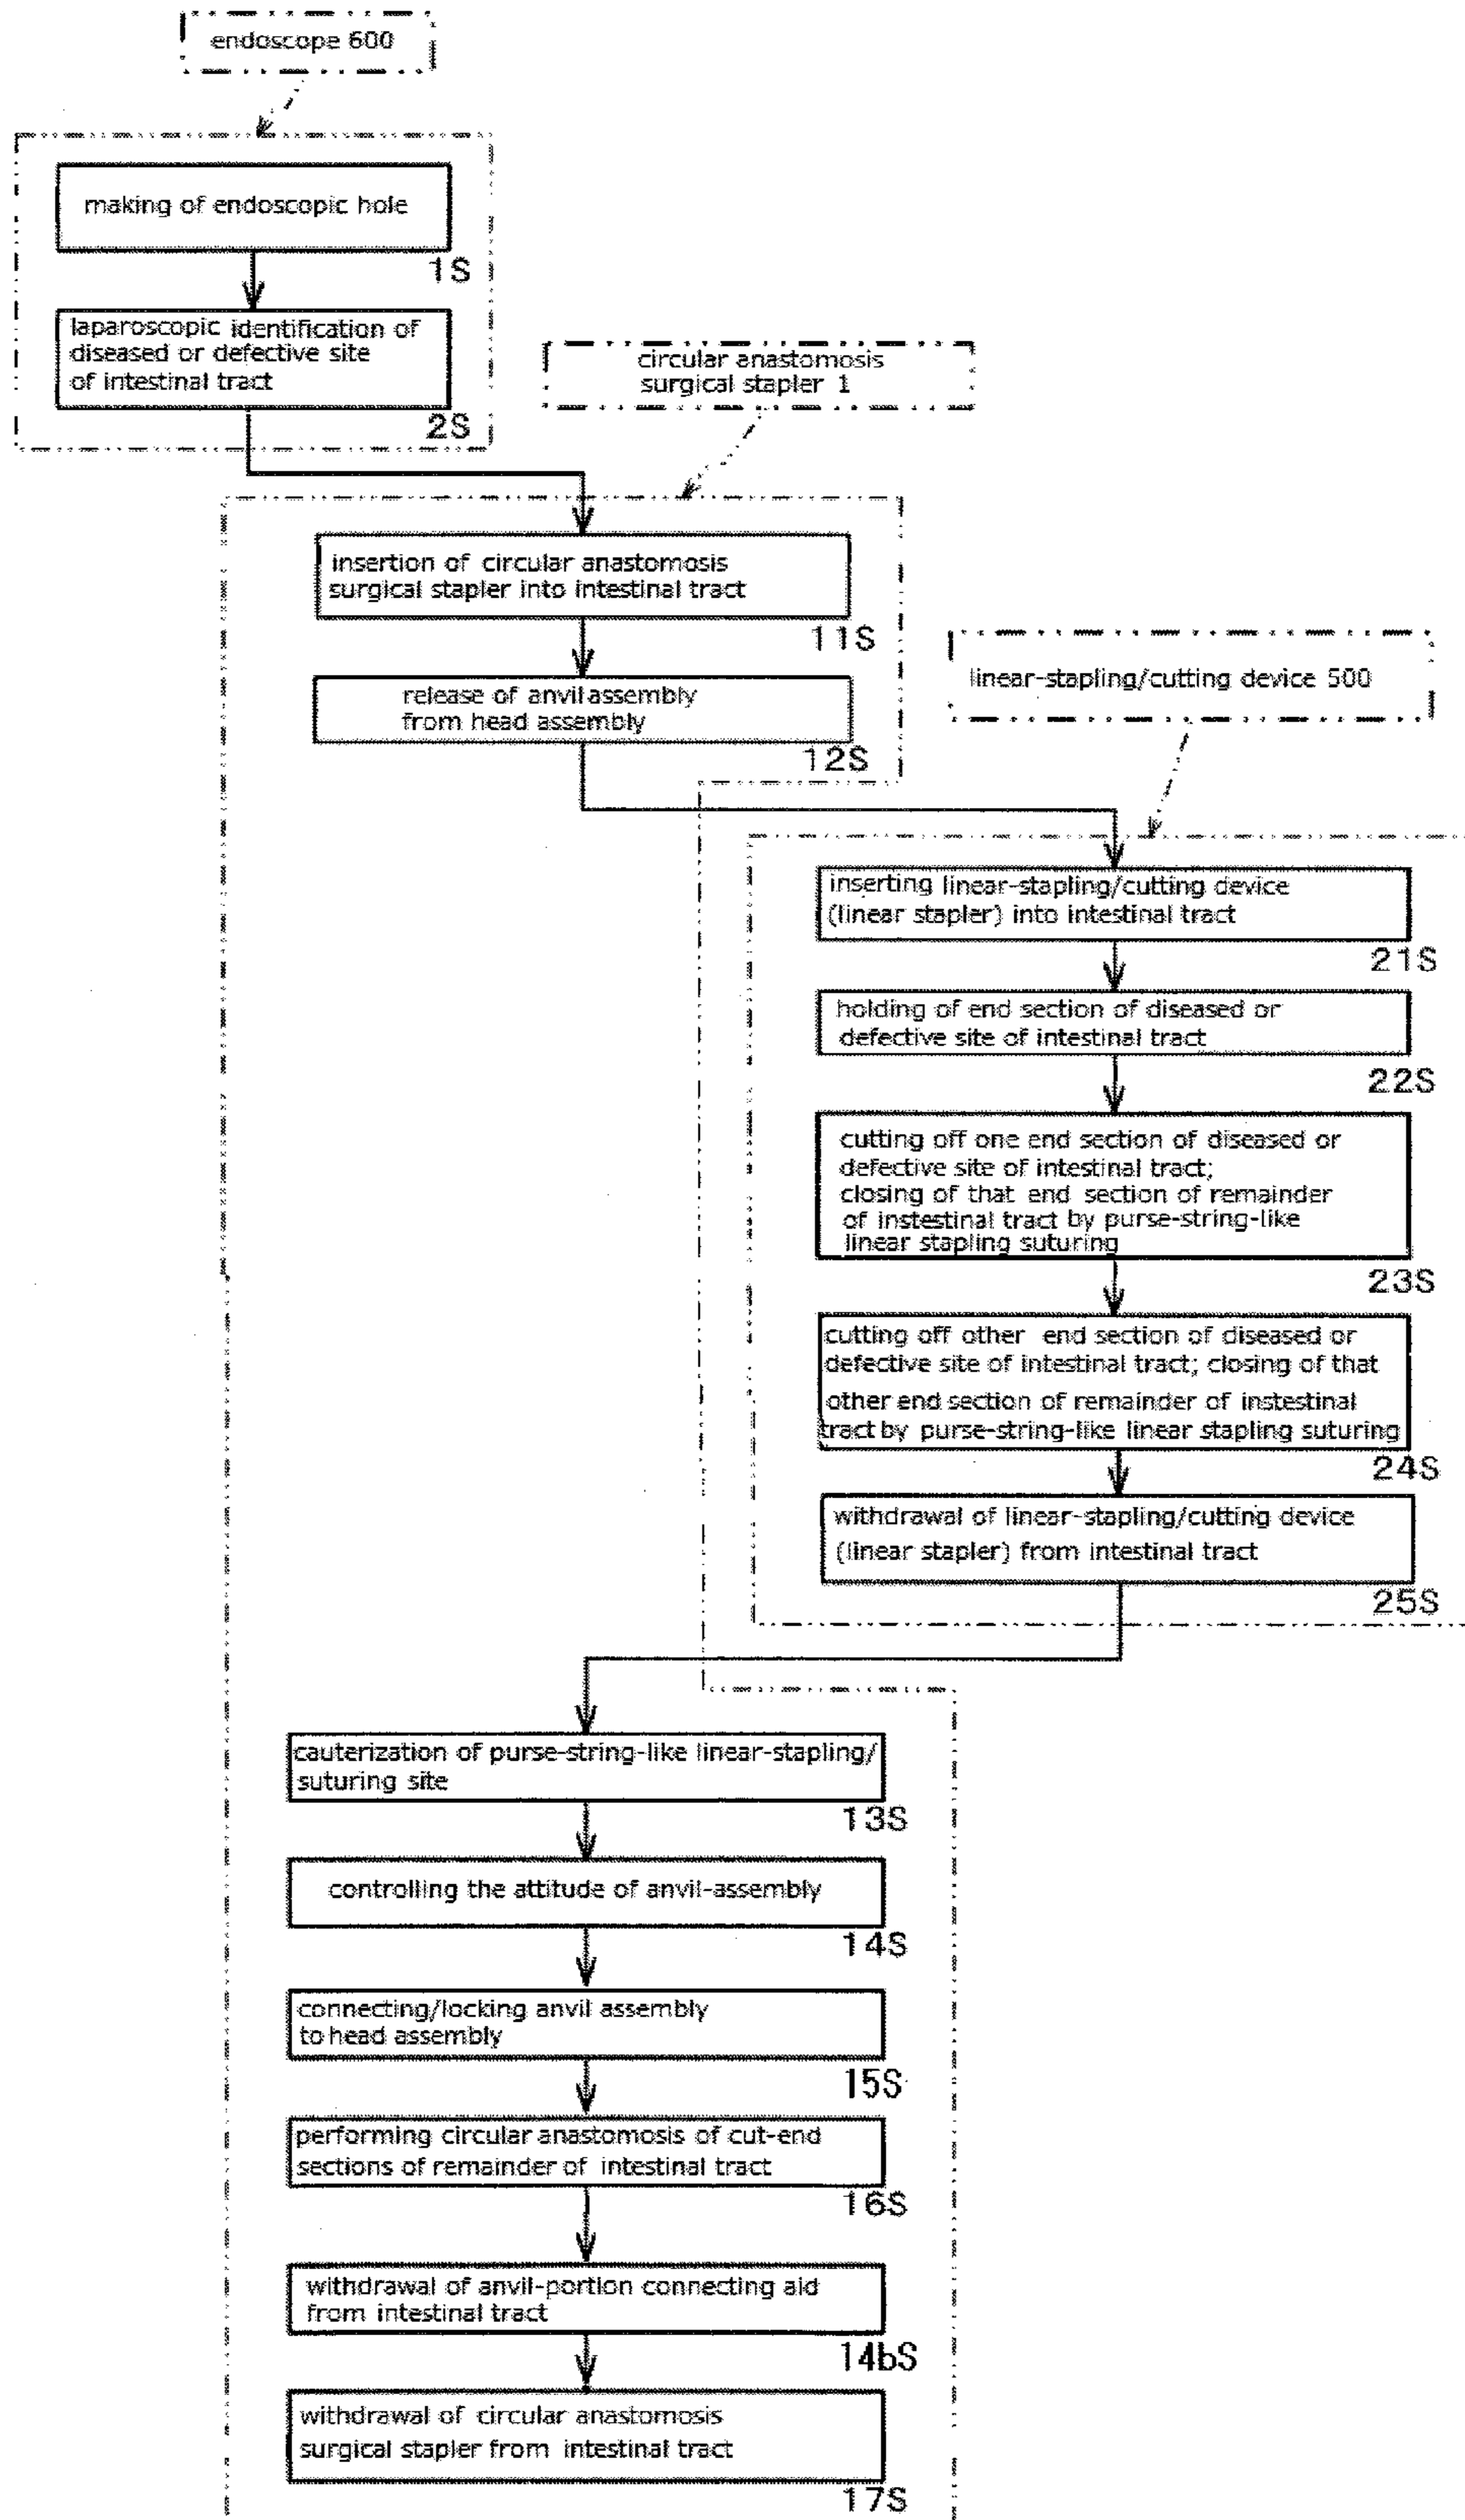 endoscope 600
making of endoscopic hole
1S
laparoscopic identification of
diseased or defective site
of intestinal tract
2S
circular anastomosis
surgical stapler 1
insertion of circular anastomosis
surgical stapler into intestinal tract
11S
release of anvil assembly
from head assembly
12S
linear-stapling/cutting device 500
inserting linear-stapling/cutting device
(linear stapler) into intestinal tract
21S
holding of end section of diseased or
defective site of intestinal tract
22S
cutting off one end section of diseased or
defective site of intestinal tract;
closing of that end section of remainder
of instestinal tract by purse-string-like
linear stapling suturing
23S
cutting off other end section of diseased or
defective site of intestinal tract; closing of that
other end section of remainder of instestinal
tract by purse-string-like linear stapling suturing
24S
withdrawal of linear-stapling/cutting device
(linear stapler) from intestinal tract
25S
cauterization of purse-string-like linear-stapling/
suturing site
13S
controlling the attitude of anvil-assembly
14S
connecting/locking anvil assembly
to head assembly
15S
performing circular anastomosis of cut-end
sections of remainder of intestinal tract
16S
withdrawal of anvil-portion connecting aid
from intestinal tract
14bS
withdrawal of circular anastomosis
surgical stapler from intestinal tract
17S